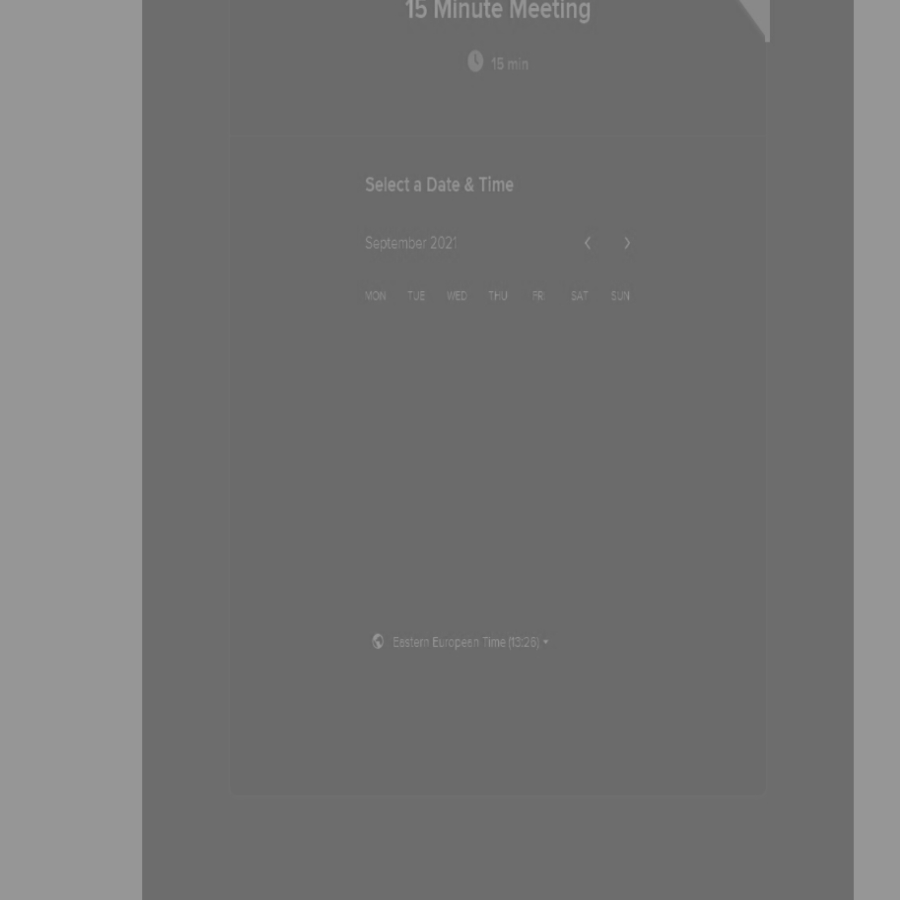 15 Minute Meeting
15 min
Select a Date & Time
September 2021
MON TUE WED THU FRI SAT SUN
Eastern European Time (13:26)